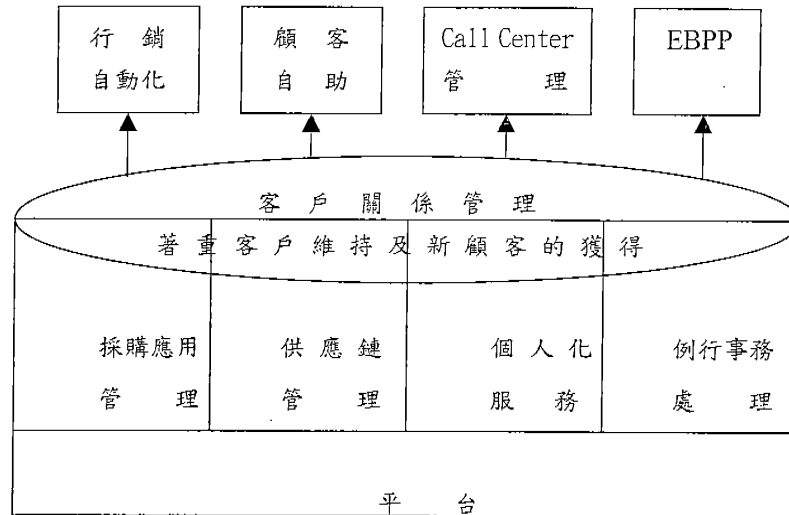 行銷
自動化
顧客
自助
Call Center
管理
EBPP
客戶關係管理
著重客戶維持及新顧客的獲得
採購應用
管理
供應鏈
管理
個人化
服務
例行事務
處理
平台